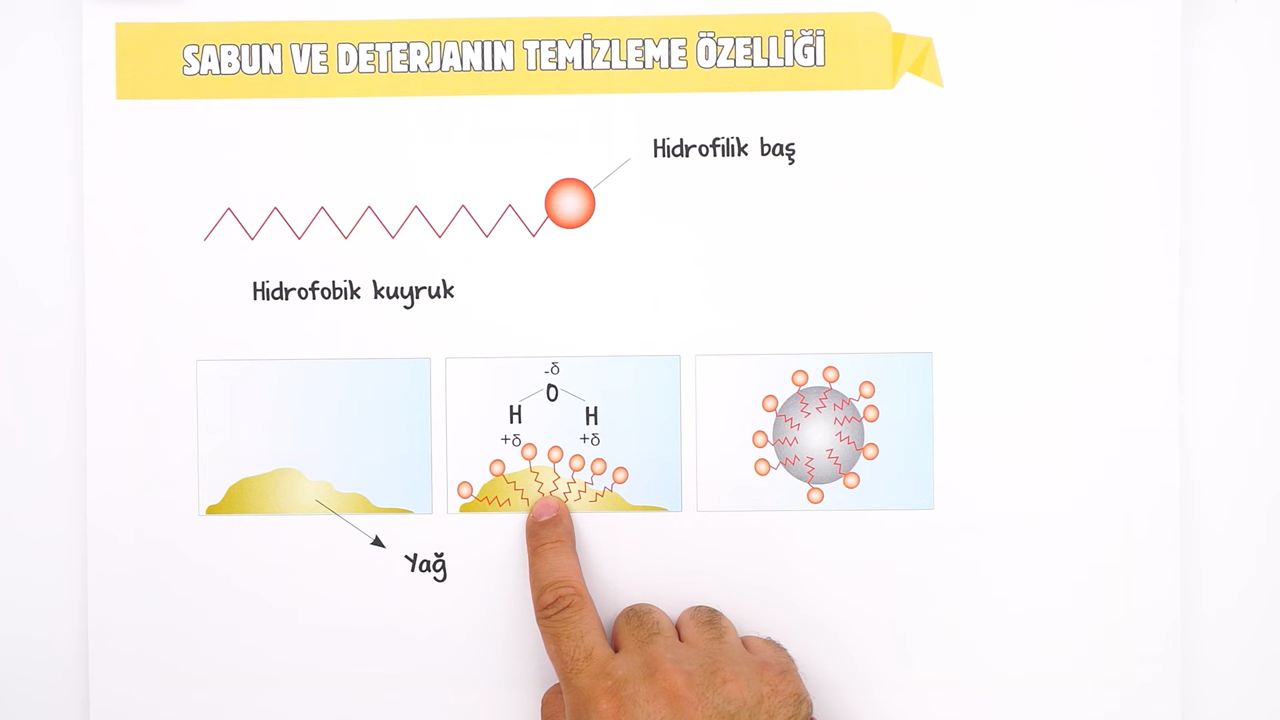 SABUN VE DETERJANIN TEMİZLEME ÖZELLİĞİ
Hidrofilik baş
Hidrofobik kuyruk
-δ
O
H H
+δ +δ
Yağ